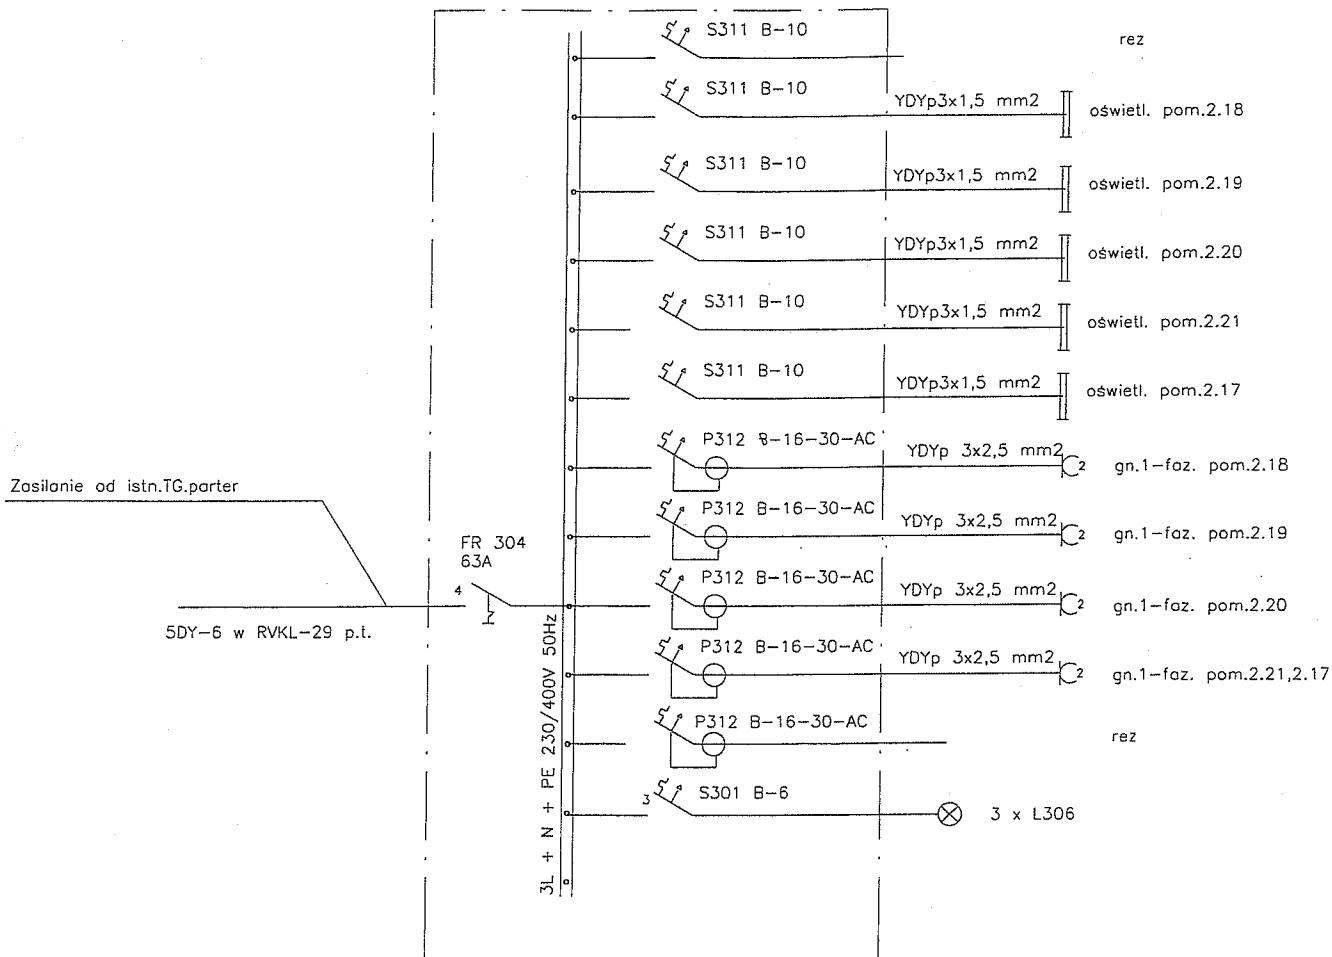 S311 B-10
rez
S311 B-10
YDYp3x1,5 mm2
oświetl. pom.2.18
S311 B-10
YDYp3x1,5 mm2
oświetl. pom.2.19
S311 B-10
YDYp3x1,5 mm2
oświetl. pom.2.20
S311 B-10
YDYp3x1,5 mm2
oświetl. pom.2.21
S311 B-10
YDYp3x1,5 mm2
oświetl. pom.2.17
P312 B-16-30-AC
YDYp 3x2,5 mm2
2
gn.1-faz. pom.2.18
Zasilanie od istn.TG.parter
P312 B-16-30-AC
YDYp 3x2,5 mm2
2
gn.1-faz. pom.2.19
FR 304
63A
4
P312 B-16-30-AC
YDYp 3x2,5 mm2
2
gn.1-faz. pom.2.20
5DY-6 w RVKL-29 p.t.
P312 B-16-30-AC
YDYp 3x2,5 mm2
2
gn.1-faz. pom.2.21,2.17
P312 B-16-30-AC
rez
3
S301 B-6
3 x L306
3L + N + PE 230/400V 50Hz